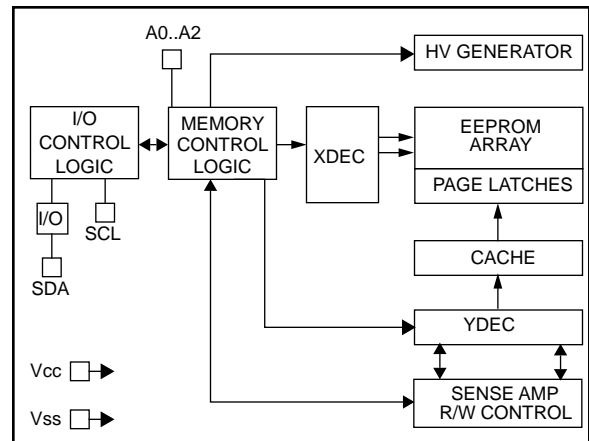 A0..A2
HV GENERATOR
I/O
CONTROL
LOGIC
MEMORY
CONTROL
LOGIC
XDEC
EEPROM
ARRAY
PAGE LATCHES
I/O
SCL
SDA
CACHE
YDEC
Vcc
SENSE AMP
R/W CONTROL
Vss